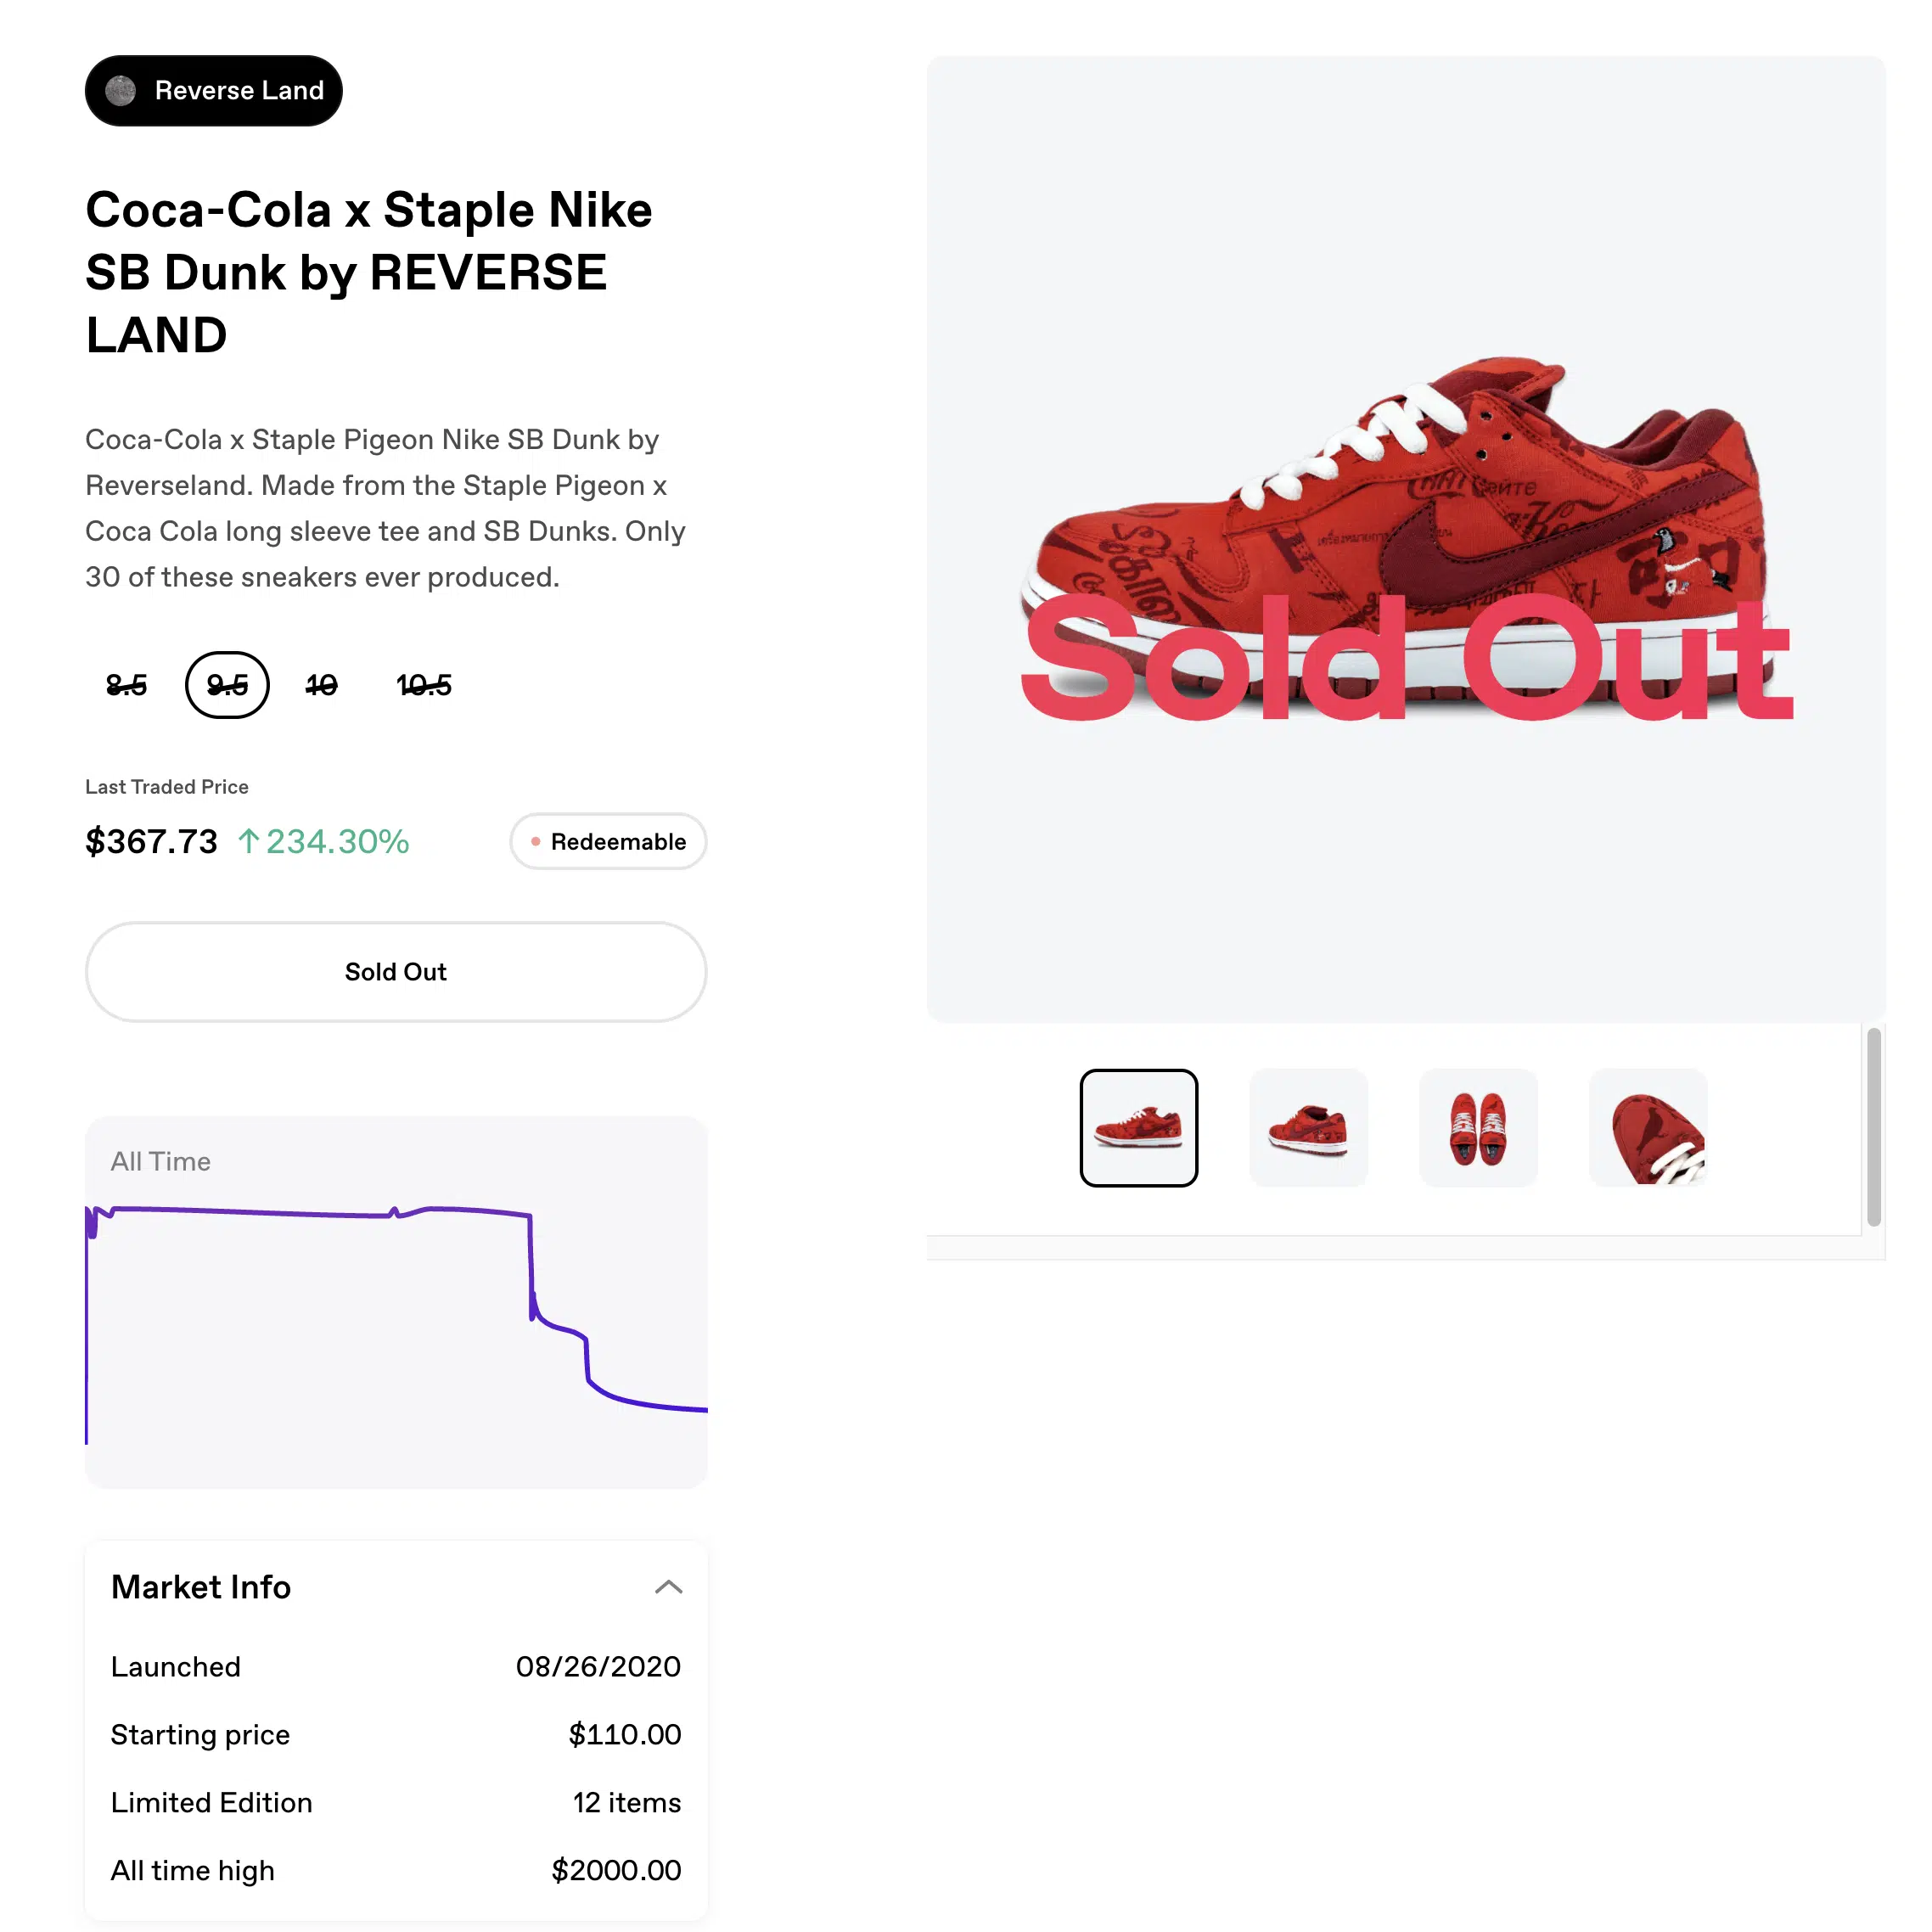 Reverse Land
Coca-Cola x Staple Nike
SB Dunk by REVERSE
LAND
Coca-Cola x Staple Pigeon Nike SB Dunk by
Reverseland. Made from the Staple Pigeon x
Coca Cola long sleeve tee and SB Dunks. Only
30 of these sneakers ever produced.
8.5 9.5 10 10.5
Last Traded Price
$367.73 ↑ 234.30%
Redeemable
Sold Out
All Time
Market Info
Launched 08/26/2020
Starting price $110.00
Limited Edition 12 items
All time high $2000.00
Sold Out